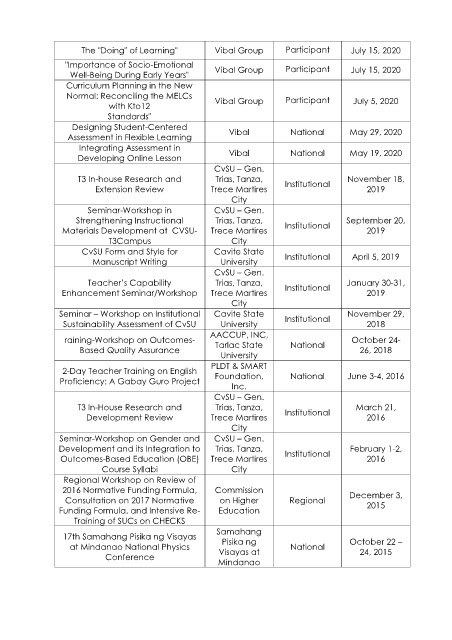 The "Doing" of Learning"
Vibal Group
Participant
July 15, 2020
"Importance of Socio-Emotional
Well-Being During Early Years"
Vibal Group
Participant
July 15, 2020
Curriculum Planning in the New
Normal: Reconciling the MELCs
with Kto12
Standards"
Vibal Group
Participant
July 5, 2020
Designing Student-Centered
Assessment in Flexible Learning
Vibal
National
May 29, 2020
Integrating Assessment in
Developing Online Lesson
Vibal
National
May 19, 2020
T3 In-house Research and
Extension Review
CvSU – Gen.
Trias, Tanza,
Trece Martires
City
Institutional
November 18,
2019
Seminar-Workshop in
Strengthening Instructional
Materials Development at CVSU-
T3Campus
CvSU – Gen.
Trias, Tanza,
Trece Martires
City
Institutional
September 20,
2019
CvSU Form and Style for
Manuscript Writing
Cavite State
University
Institutional
April 5, 2019
Teacher's Capability
Enhancement Seminar/Workshop
CvSU – Gen.
Trias, Tanza,
Trece Martires
City
Institutional
January 30-31,
2019
Seminar – Workshop on Institutional
Sustainability Assessment of CvSU
Cavite State
University
Institutional
November 29,
2018
raining-Workshop on Outcomes-
Based Quality Assurance
AACCUP, INC,
Tarlac State
University
National
October 24-
26, 2018
2-Day Teacher Training on English
Proficiency: A Gabay Guro Project
PLDT & SMART
Foundation,
Inc.
National
June 3-4, 2016
T3 In-House Research and
Development Review
CvSU – Gen.
Trias, Tanza,
Trece Martires
City
Institutional
March 21,
2016
Seminar-Workshop on Gender and
Development and its Integration to
Outcomes-Based Education (OBE)
Course Syllabi
CvSU – Gen.
Trias, Tanza,
Trece Martires
City
Institutional
February 1-2,
2016
Regional Workshop on Review of
2016 Normative Funding Formula,
Consultation on 2017 Normative
Funding Formula, and Intensive Re-
Training of SUCs on CHECKS
Commission
on Higher
Education
Regional
December 3,
2015
17th Samahang Pisika ng Visayas
at Mindanao National Physics
Conference
Samahang
Pisika ng
Visayas at
Mindanao
National
October 22 –
24, 2015